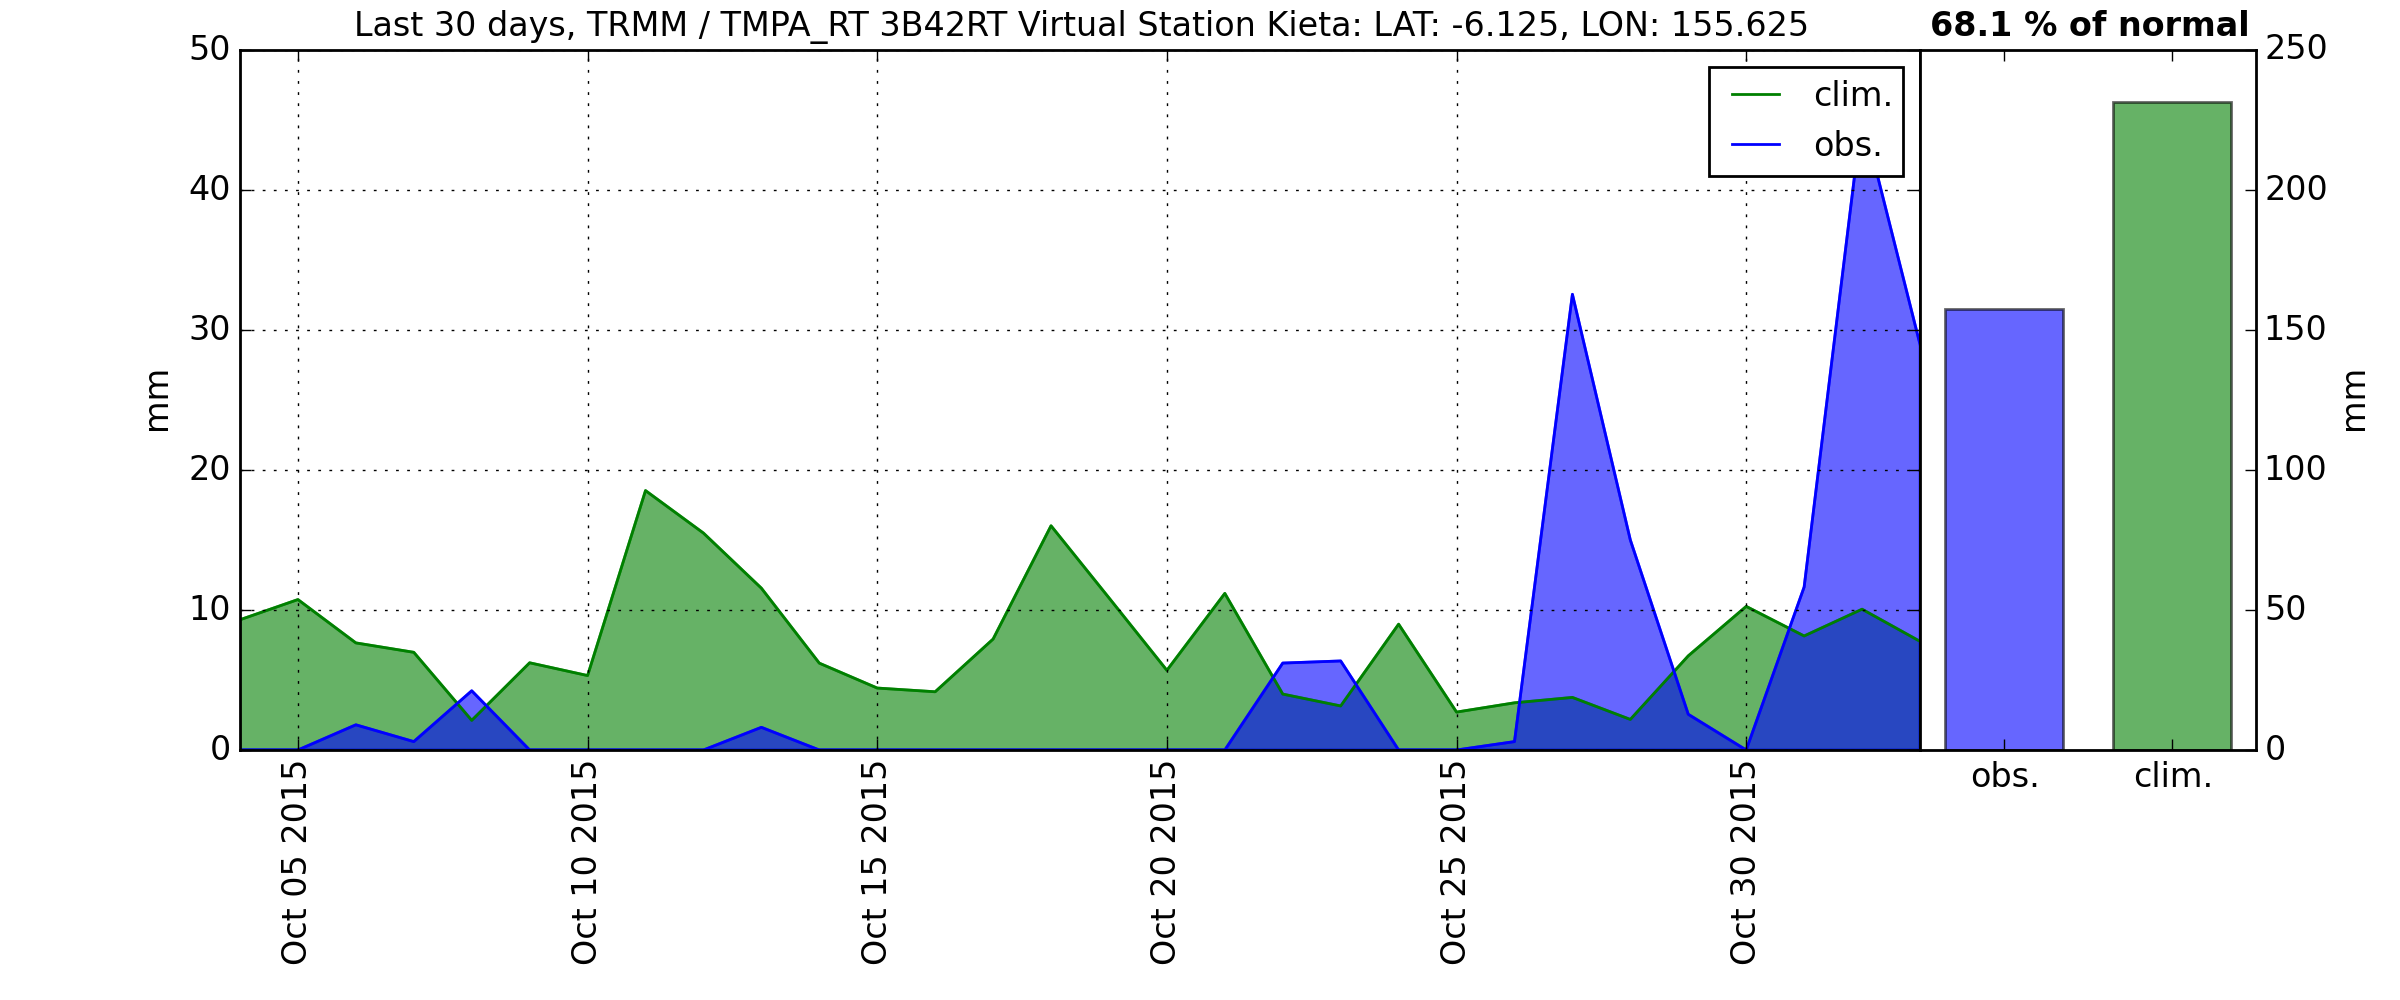 Last 30 days, TRMM / TMPA_RT 3B42RT Virtual Station Kieta: LAT: -6.125, LON: 155.625
68.1 % of normal
50
40
30
20
10
0
mm
clim.
obs.
Oct 05 2015
Oct 10 2015
Oct 15 2015
Oct 20 2015
Oct 25 2015
Oct 30 2015
obs.
clim.
250
200
150
100
50
0
mm